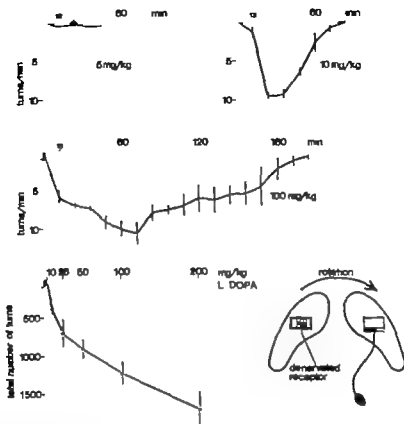 60 min
5
10
turns/min
5 mg/kg
60 min
5
10
10 mg/kg
60 120 180 min
5
10
turns/min
100 mg/kg
10 25 50 100 200 mg/kg
L DOPA
500
1000
1500
total number of turns
rotation
denervated
receptor